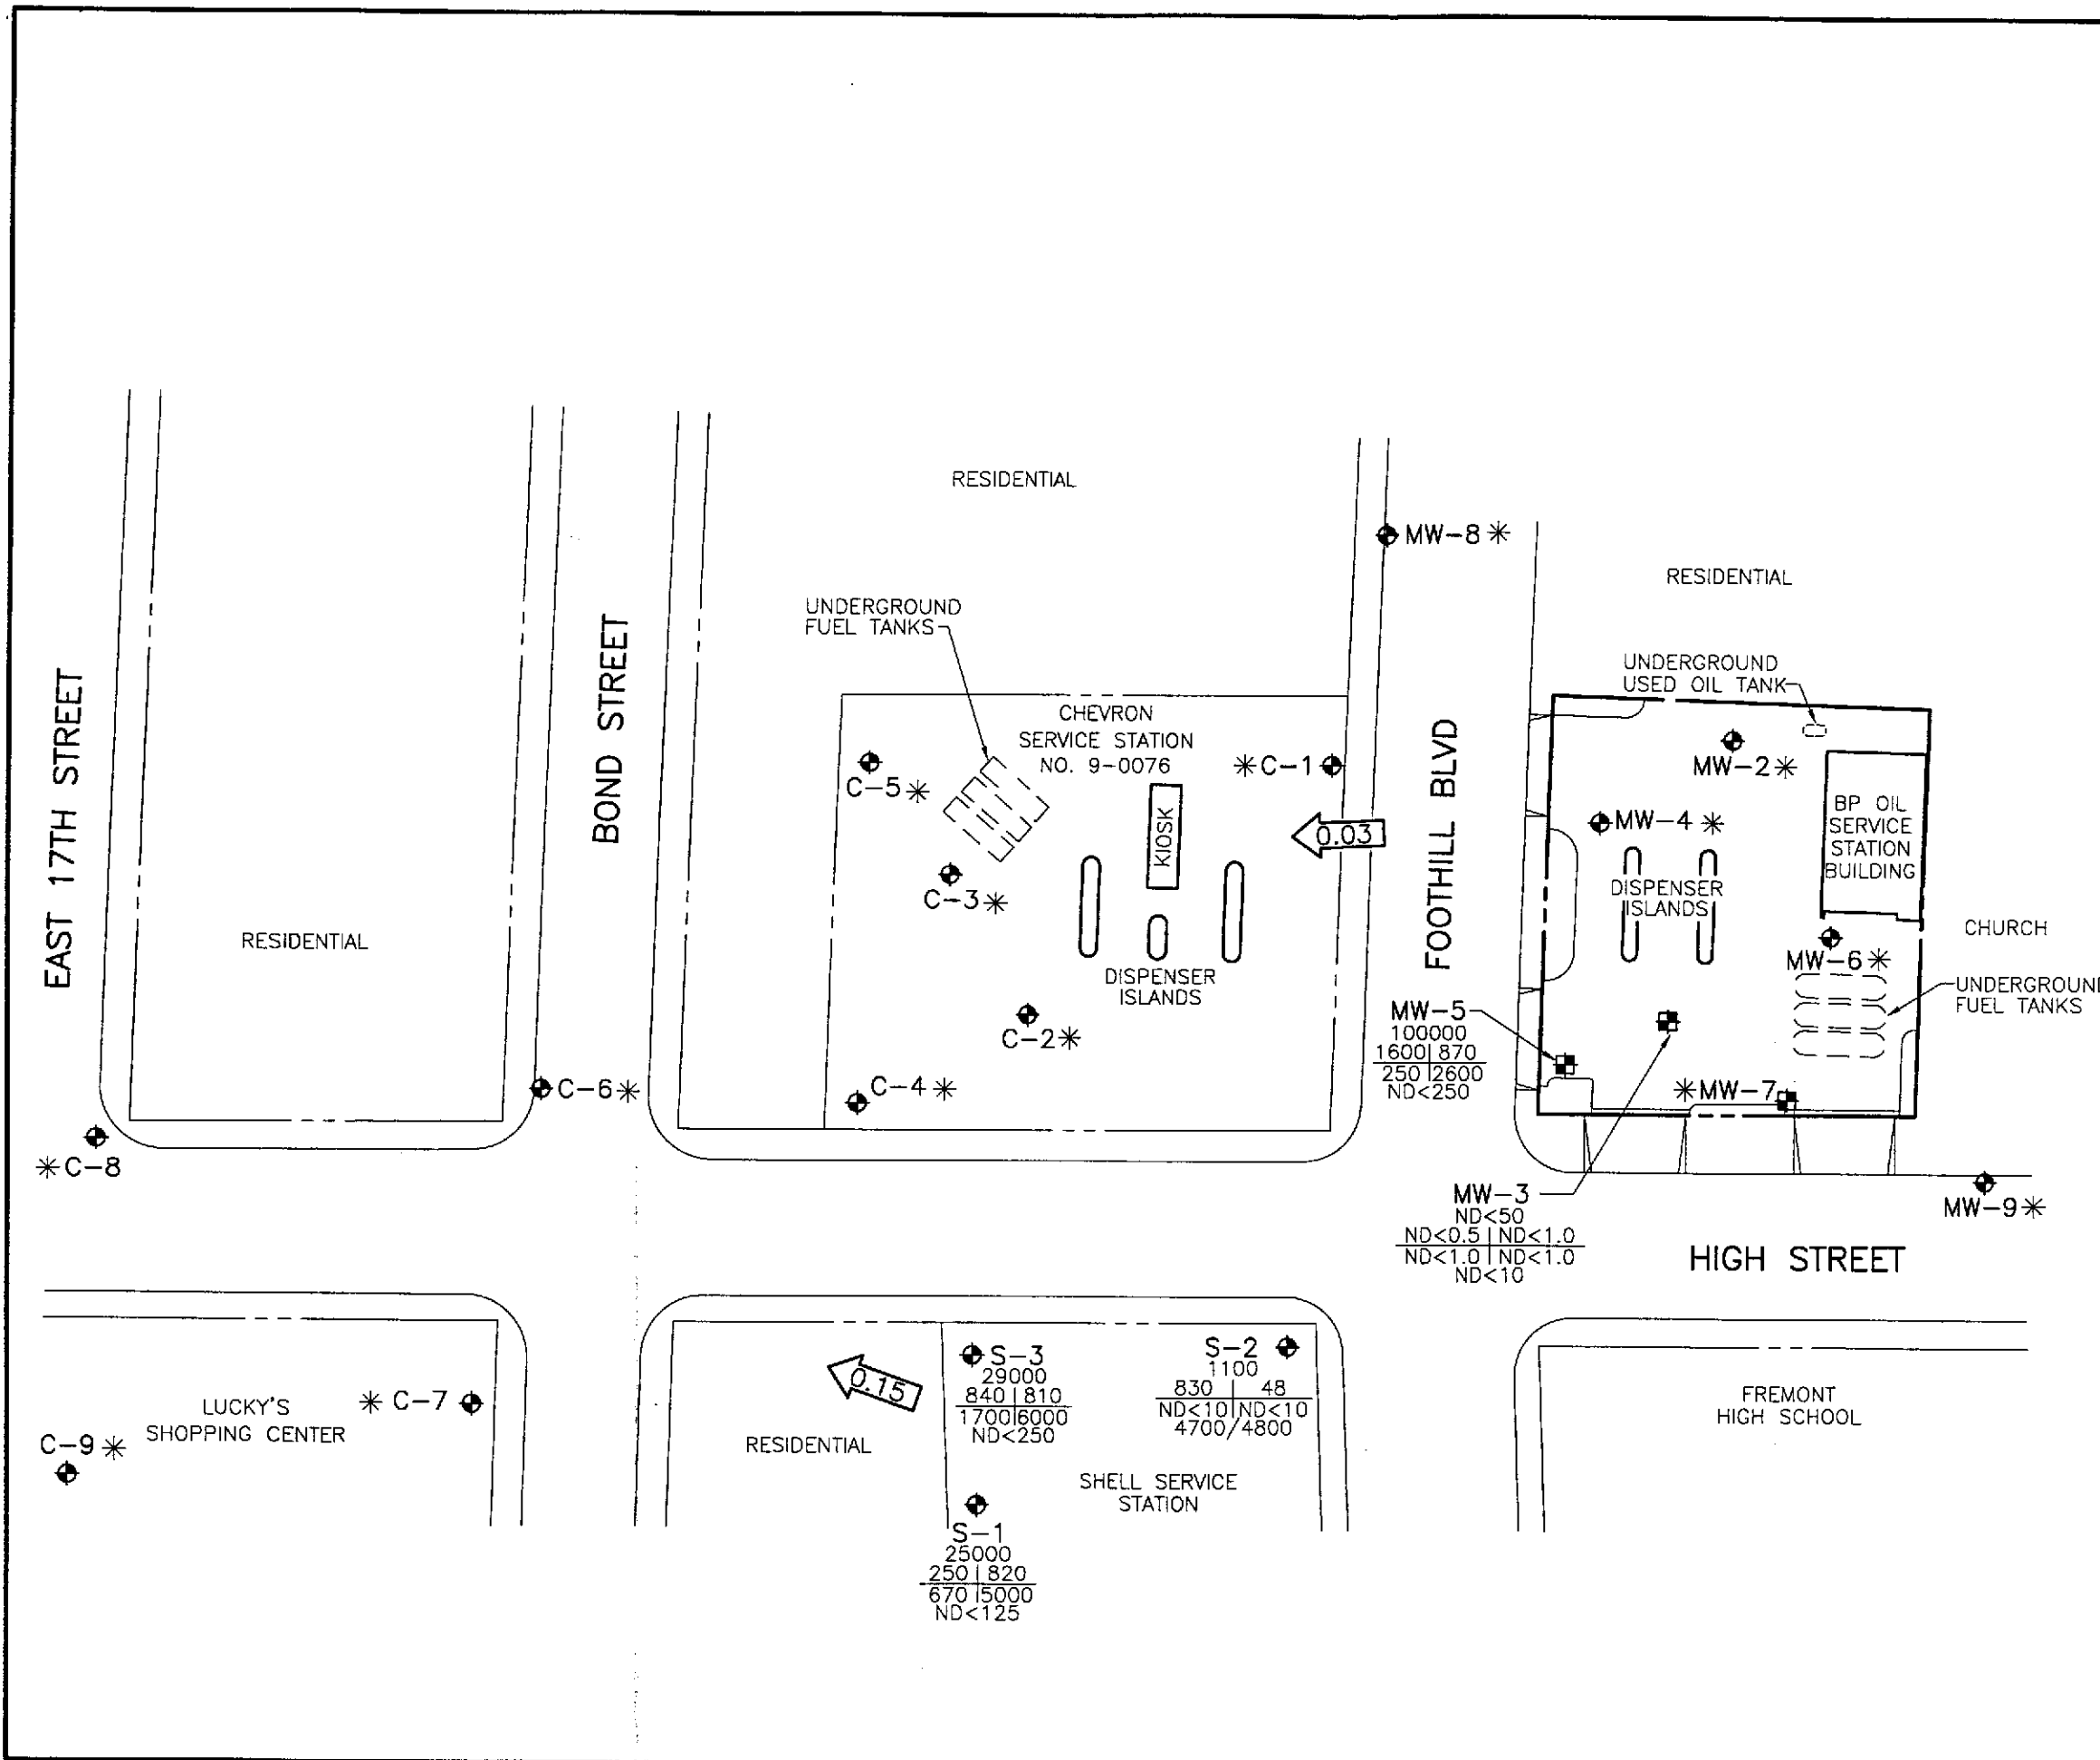 RESIDENTIAL
MW-8*
RESIDENTIAL
UNDERGROUND
FUEL TANKS
UNDERGROUND
USED OIL TANK
EAST 17TH STREET
BOND STREET
CHEVRON
SERVICE STATION
NO. 9-0076
*C-1
C-5*
KIOSK
0.03
FOOTHILL BLVD
MW-2*
MW-4*
BP OIL
SERVICE
STATION
BUILDING
DISPENSER
ISLANDS
C-3*
RESIDENTIAL
CHURCH
MW-6*
DISPENSER
ISLANDS
UNDERGROUND
FUEL TANKS
MW-5
100000
1600|870
250|2600
ND<250
C-2*
C-6*
C-4*
*MW-7
*C-8
MW-3
ND<50
ND<0.5|ND<1.0
ND<1.0|ND<1.0
ND<10
MW-9*
HIGH STREET
S-3
29000
840|810
1700|6000
ND<250
S-2
1100
830|48
ND<10|ND<10
4700/4800
0.15
LUCKY'S
SHOPPING CENTER
* C-7
C-9*
RESIDENTIAL
FREMONT
HIGH SCHOOL
SHELL SERVICE
STATION
S-1
25000
250|820
670|5000
ND<125